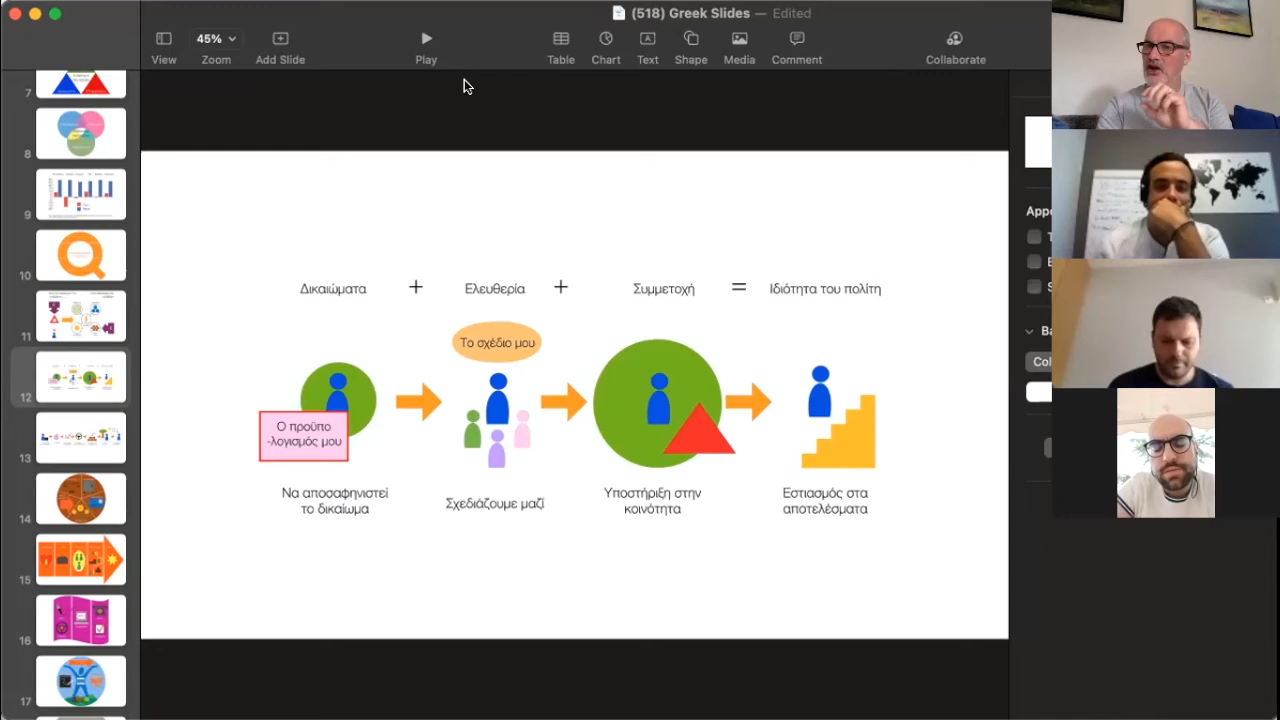 (518) Greek Slides — Edited
45%
View
Zoom
Add Slide
Play
Table
Chart
Text
Shape
Media
Comment
Collaborate
7
8
9
10
11
12
13
14
15
16
17
Δικαιώματα + Ελευθερία + Συμμετοχή = Ιδιότητα του πολίτη
Το σχέδιο μου
Ο προϋπο
-λογισμός μου
Να αποσαφηνιστεί
το δικαίωμα
Σχεδιάζουμε μαζί
Υποστήριξη στην
κοινότητα
Εστιασμός στα
αποτελέσματα